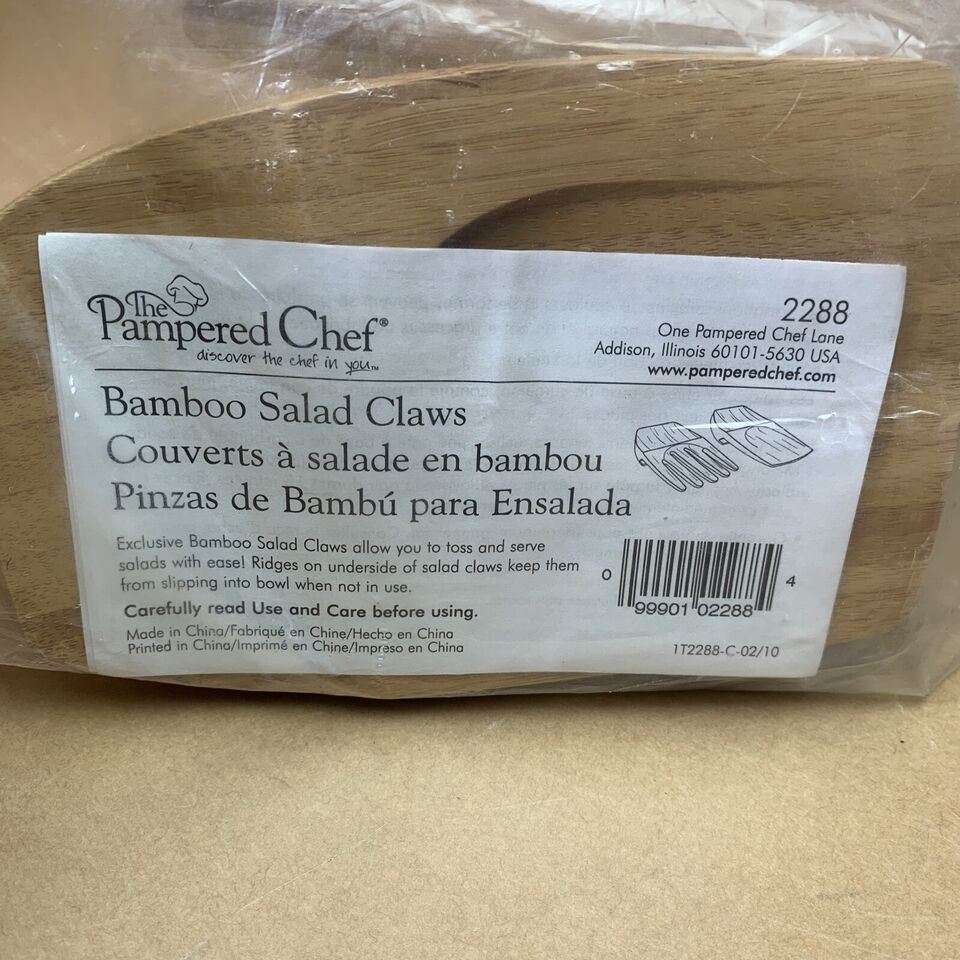 The
Pampered Chef®
discover the chef in you™
2288
One Pampered Chef Lane
Addison, Illinois 60101-5630 USA
www.pamperedchef.com
Bamboo Salad Claws
Couverts à salade en bambou
Pinzas de Bambú para Ensalada
Exclusive Bamboo Salad Claws allow you to toss and serve
salads with ease! Ridges on underside of salad claws keep them
from slipping into bowl when not in use.
Carefully read Use and Care before using.
Made in China/Fabriqué en Chine/Hecho en China
Printed in China/Imprimé en Chine/Impreso en China
0 99901 02288 4
1T2288-C-02/10